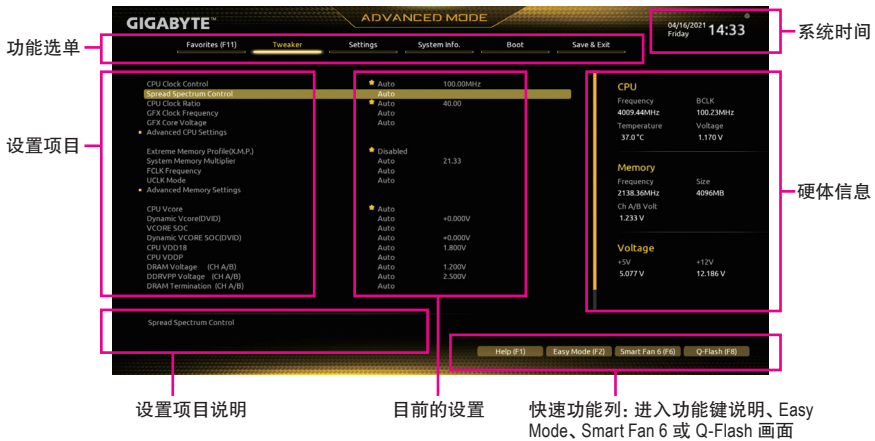 GIGABYTE™
ADVANCED MODE
04/16/2021
Friday
14:33
系统时间
功能选单
Favorites (F11) Tweaker Settings System Info. Boot Save & Exit
设置项目
CPU Clock Control Auto 100.00MHz
Spread Spectrum Control Auto
CPU Clock Ratio Auto 40.00
GFX Clock Frequency Auto
GFX Core Voltage Auto
Advanced CPU Settings
Extreme Memory Profile(X.M.P.) Disabled
System Memory Multiplier Auto 21.33
FCLK Frequency Auto
UCLK Mode Auto
Advanced Memory Settings
CPU Vcore Auto
Dynamic Vcore(DVID) Auto +0.000V
VCORE SOC Auto
Dynamic VCORE SOC(DVID) Auto +0.000V
CPU VDD18 Auto 1.800V
CPU VDDP Auto
DRAM Voltage (CH A/B) Auto 1.200V
DDRVPP Voltage (CH A/B) Auto 2.500V
DRAM Termination (CH A/B) Auto
CPU
Frequency BCLK
4009.44MHz 100.23MHz
Temperature Voltage
37.0 °C 1.170 V
Memory
Frequency Size
2138.36MHz 4096MB
Ch A/B Volt
1.233 V
Voltage
+5V +12V
5.077 V 12.186 V
硬体信息
Spread Spectrum Control
Help (F1) Easy Mode (F2) Smart Fan 6 (F6) Q-Flash (F8)
设置项目说明
目前的设置
快速功能列: 进入功能键说明、Easy
Mode、Smart Fan 6 或 Q-Flash 画面